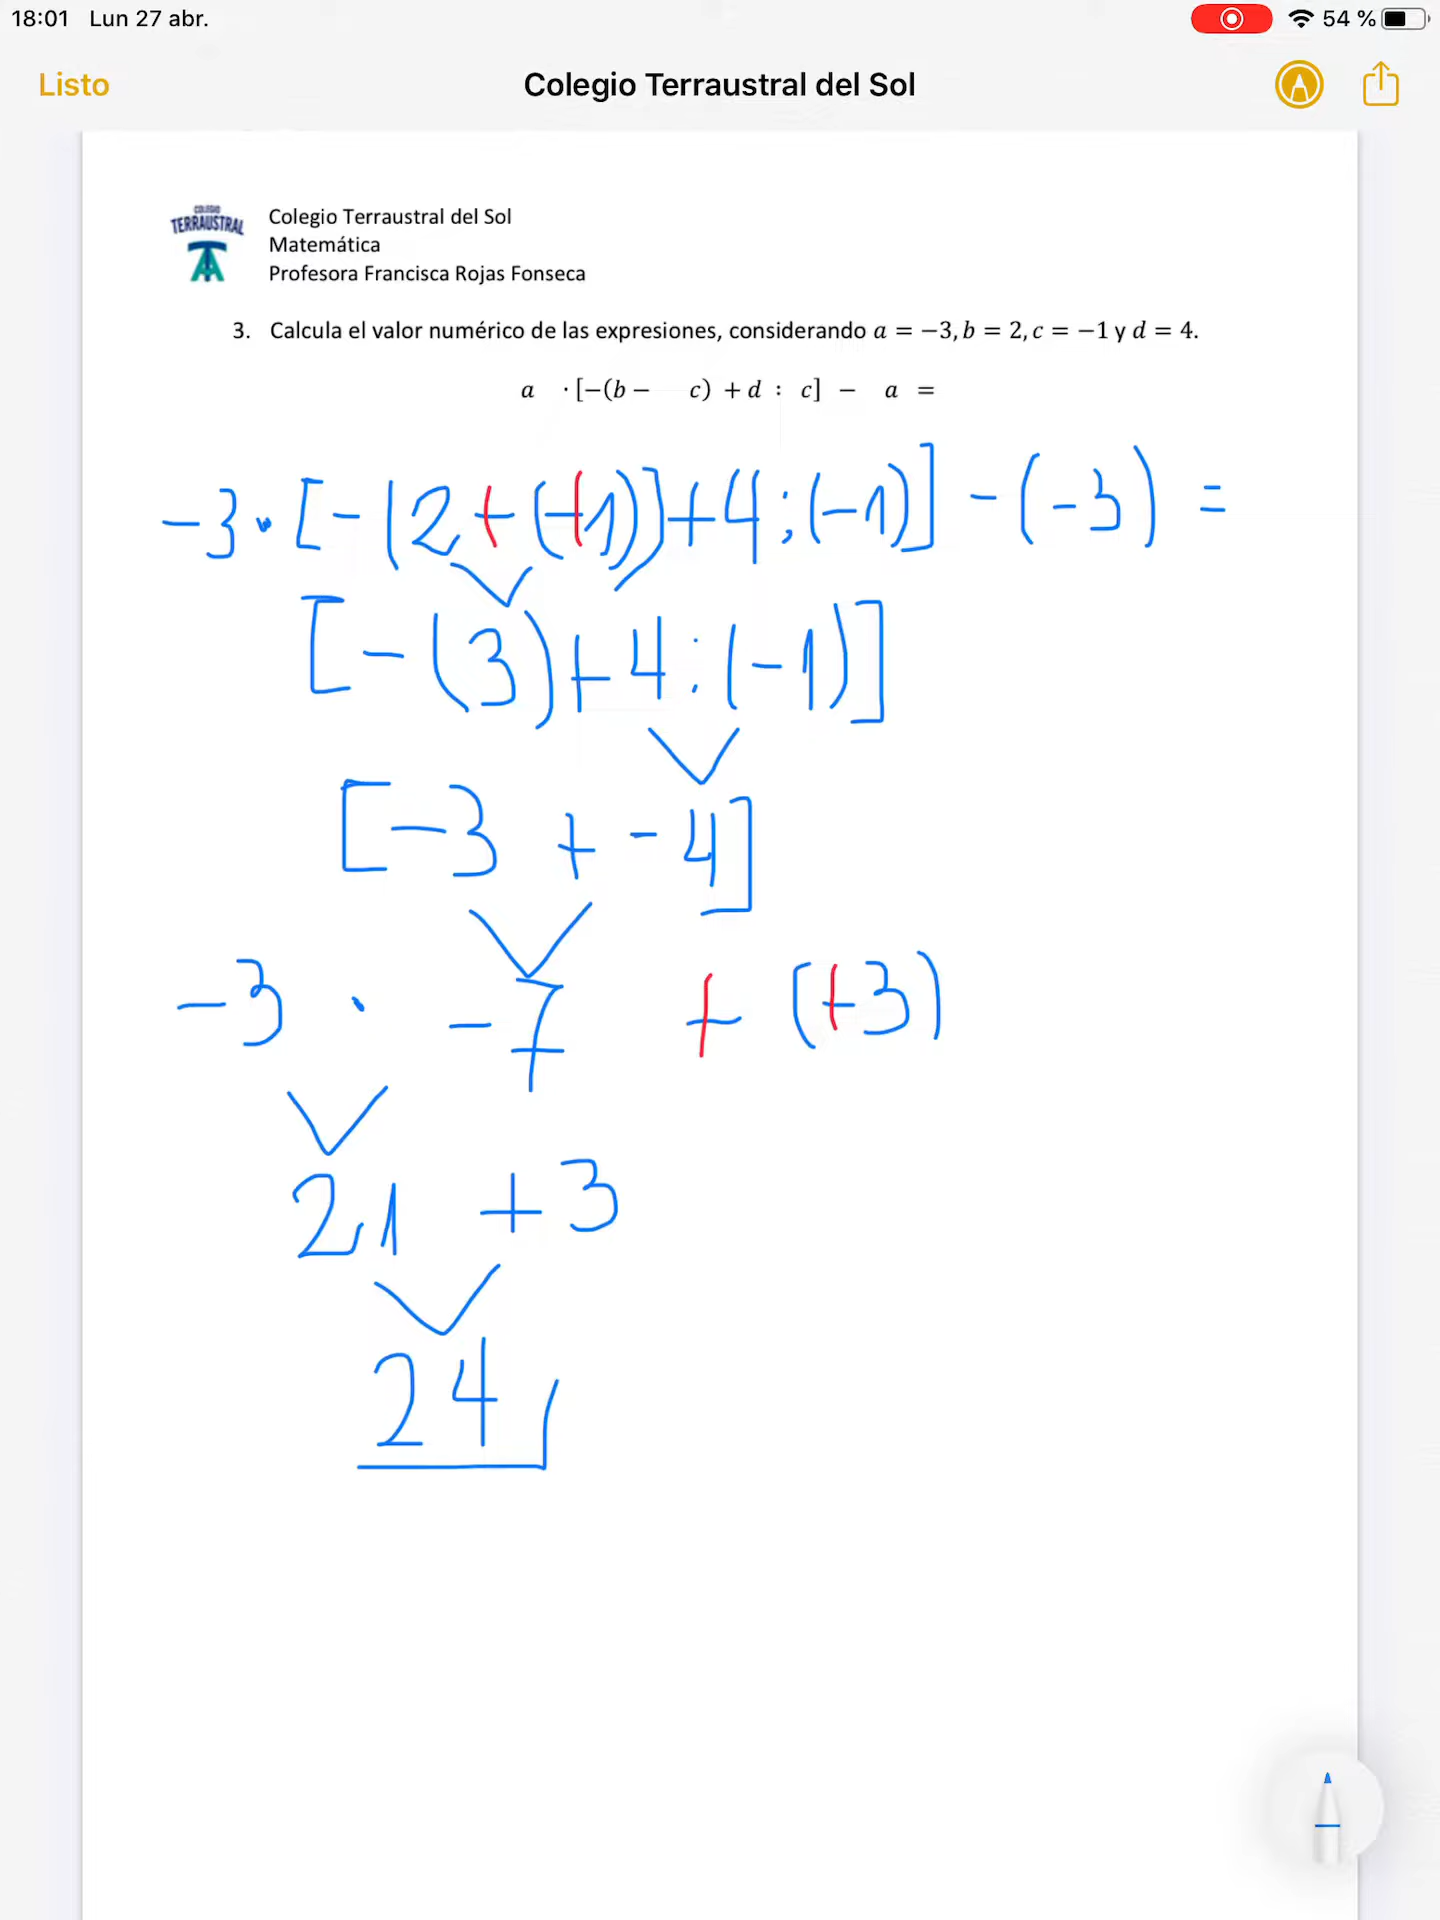 18:01 Lun 27 abr. 54 %
Listo Colegio Terraustral del Sol
COLEGIO
TERRAUSTRAL
Colegio Terraustral del Sol
Matemática
Profesora Francisca Rojas Fonseca
3. Calcula el valor numérico de las expresiones, considerando a = −3, b = 2, c = −1 y d = 4.
a · [−(b − c) + d : c] − a =
-3 · [-(2+(+1))]+4:(-1)] -(-3) =
[-(3)+4:(-1)]
[-3 + -4]
-3 · -7 + (+3)
21 +3
24